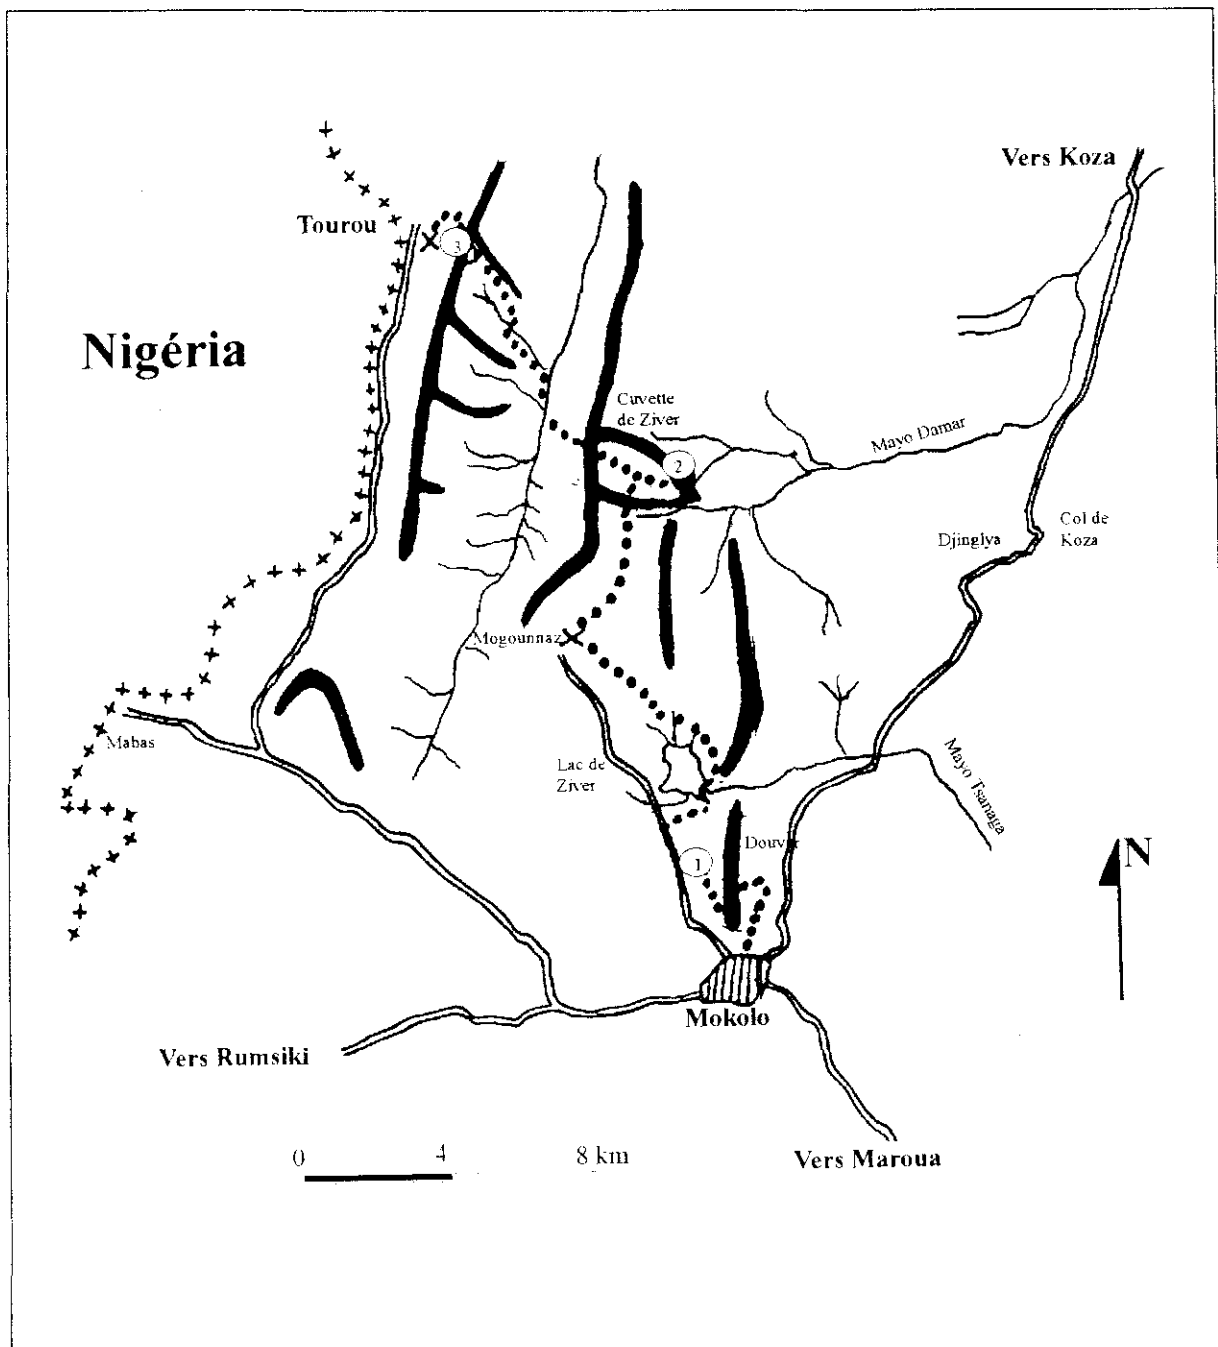 Vers Koza
Tourou
3
Nigéria
Cuvette
de Ziver
Mayo Damar
2
Col de
Koza
Djinglya
Mogounnaz
Mabas
Lac de
Ziver
Mayo Tsanaga
Douvar
1
N
Mokolo
Vers Rumsiki
0 4 8 km
Vers Maroua